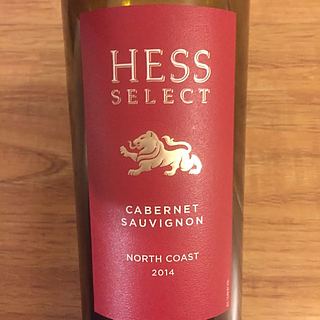 HESS
SELECT
CABERNET
SAUVIGNON
NORTH COAST
2014